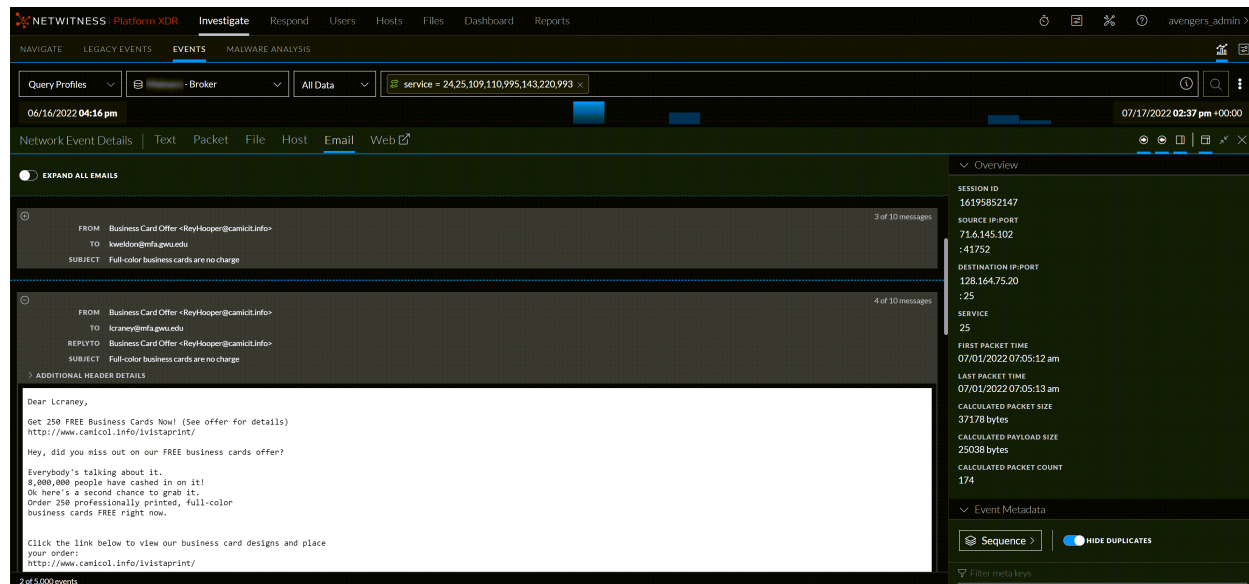 NETWITNESS Platform XDR Investigate Respond Users Hosts Files Dashboard Reports avengers_admin >
NAVIGATE LEGACY EVENTS EVENTS MALWARE ANALYSIS
Query Profiles - Broker All Data service = 24,25,109,110,995,143,220,993 ×
06/16/2022 04:16 pm 07/17/2022 02:37 pm +00:00
Network Event Details Text Packet File Host Email Web
EXPAND ALL EMAILS
3 of 10 messages
FROM Business Card Offer <ReyHooper@camicit.info>
TO kweldon@mfa.gwu.edu
SUBJECT Full-color business cards are no charge
4 of 10 messages
FROM Business Card Offer <ReyHooper@camicit.info>
TO lcraney@mfa.gwu.edu
REPLYTO Business Card Offer <ReyHooper@camicit.info>
SUBJECT Full-color business cards are no charge
> ADDITIONAL HEADER DETAILS
Dear Lcraney,
Get 250 FREE Business Cards Now! (See offer for details)
http://www.camicol.info/ivistaprint/
Hey, did you miss out on our FREE business cards offer?
Everybody's talking about it.
8,000,000 people have cashed in on it!
Ok here's a second chance to grab it.
Order 250 professionally printed, full-color
business cards FREE right now.
Click the link below to view our business card designs and place
your order:
http://www.camicol.info/ivistaprint/
2 of 5,000 events
Overview
SESSION ID
16195852147
SOURCE IP:PORT
71.6.145.102
: 41752
DESTINATION IP:PORT
128.164.75.20
: 25
SERVICE
25
FIRST PACKET TIME
07/01/2022 07:05:12 am
LAST PACKET TIME
07/01/2022 07:05:13 am
CALCULATED PACKET SIZE
37178 bytes
CALCULATED PAYLOAD SIZE
25038 bytes
CALCULATED PACKET COUNT
174
Event Metadata
Sequence > HIDE DUPLICATES
Filter meta keys